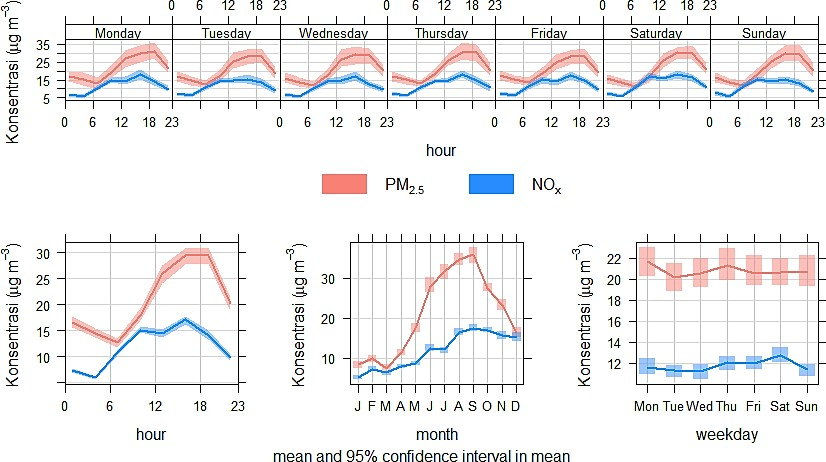 0 6 12 18 23 0 6 12 18 23 0 6 12 18 23
Monday Tuesday Wednesday Thursday Friday Saturday Sunday
Konsentrasi (µg m⁻³)
35
25
15
5
0 6 12 18 23 0 6 12 18 23 0 6 12 18 23 0 6 12 18 23
hour
PM₂.₅ NOₓ
Konsentrasi (µg m⁻³)
30
25
20
15
10
0 6 12 18 23
hour
Konsentrasi (µg m⁻³)
30
20
10
J F M A M J J A S O N D
month
Konsentrasi (µg m⁻³)
22
20
18
16
14
12
Mon Tue Wed Thu Fri Sat Sun
weekday
mean and 95% confidence interval in mean